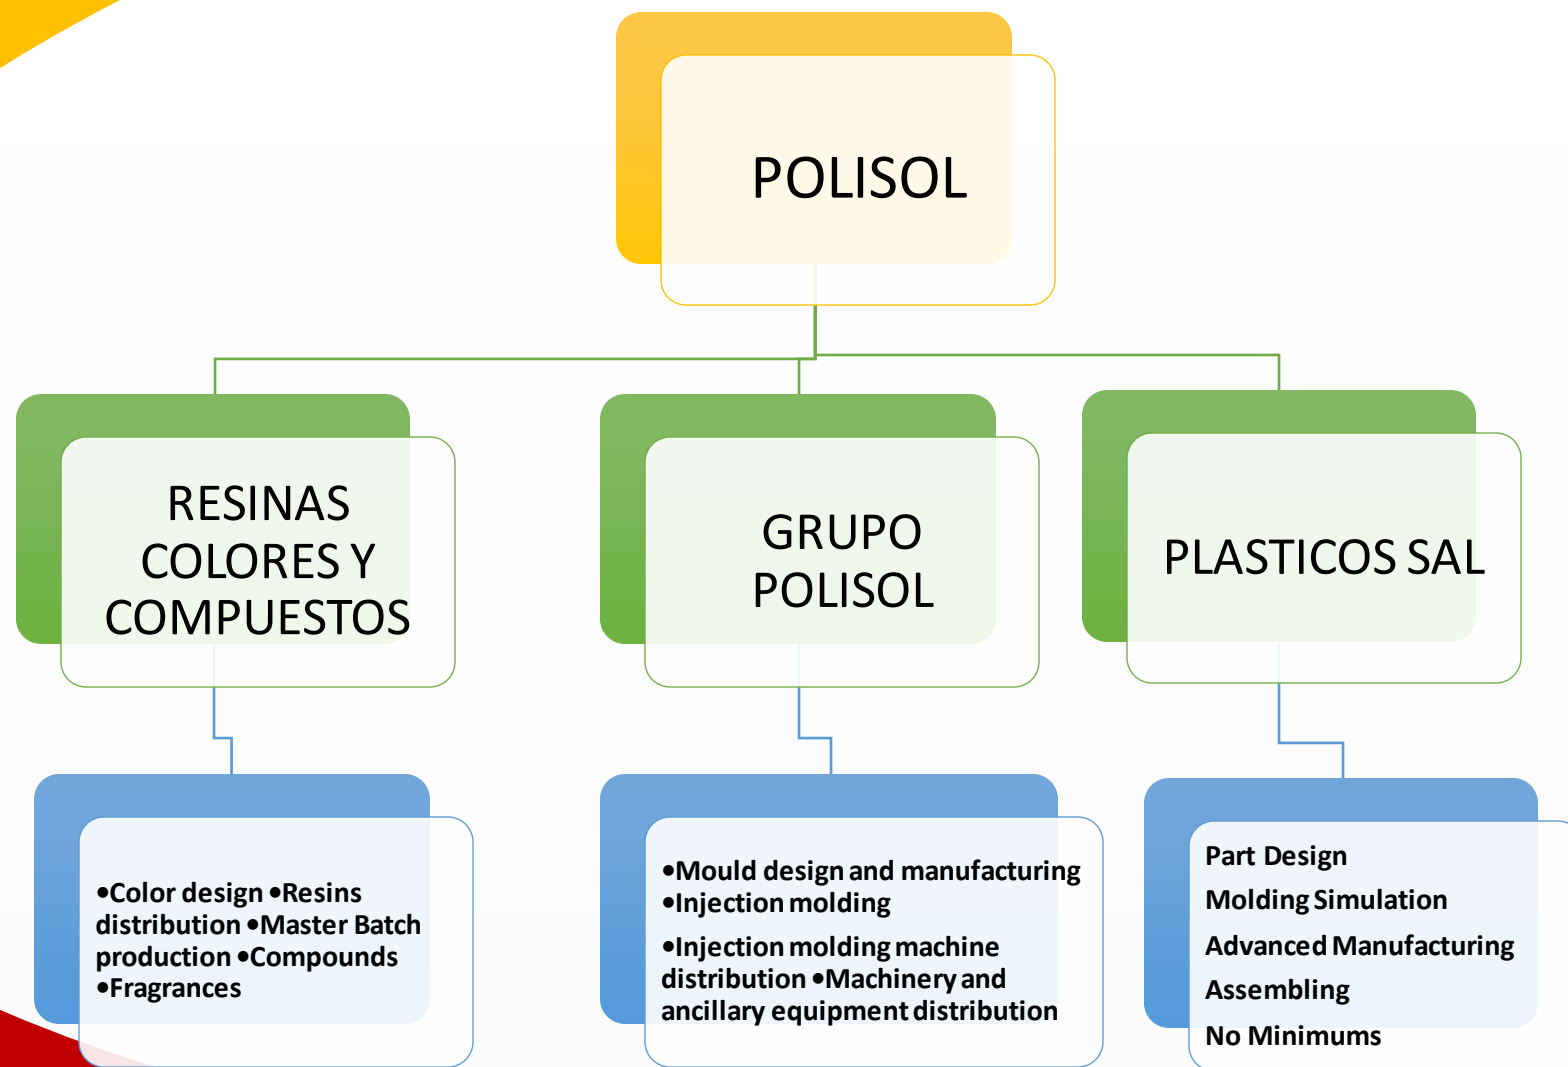 POLISOL
RESINAS
COLORES Y
COMPUESTOS
GRUPO
POLISOL
PLASTICOS SAL
•Color design •Resins
distribution •Master Batch
production •Compounds
•Fragrances
•Mould design and manufacturing
•Injection molding
•Injection molding machine
distribution •Machinery and
ancillary equipment distribution
Part Design
Molding Simulation
Advanced Manufacturing
Assembling
No Minimums